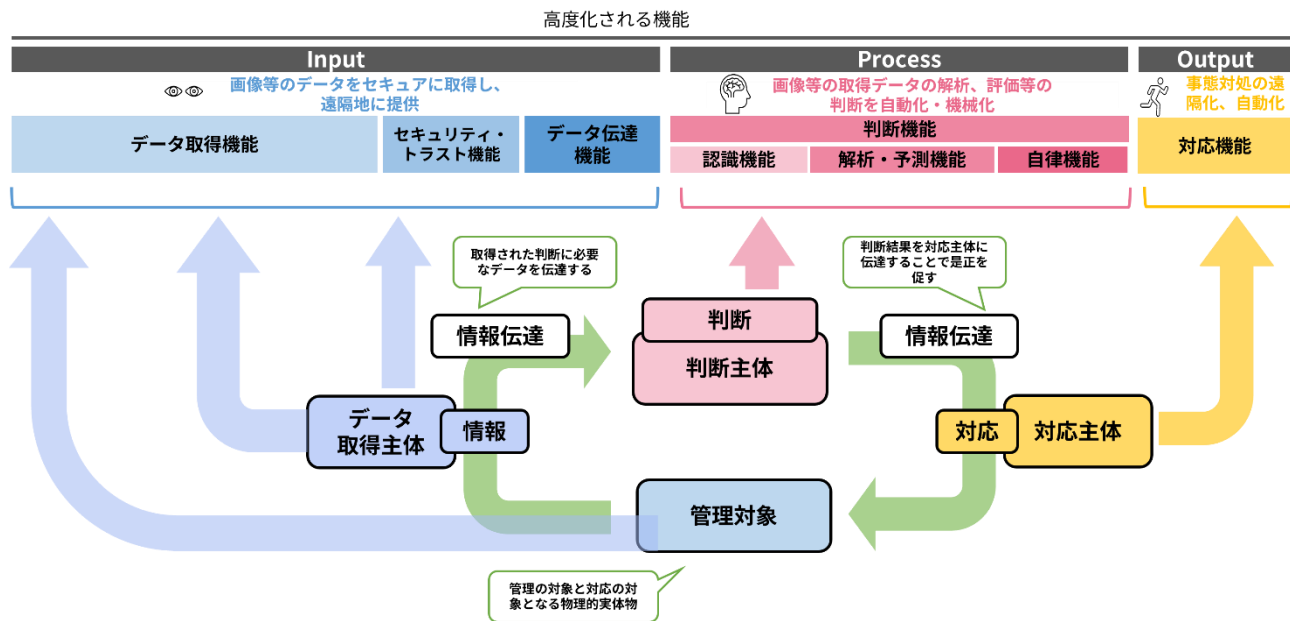 高度化される機能
Input
Process
Output
画像等のデータをセキュアに取得し、
遠隔地に提供
画像等の取得データの解析、評価等の
判断を自動化・機械化
事態対処の遠
隔化、自動化
データ取得機能
セキュリティ・
トラスト機能
データ伝達
機能
判断機能
認識機能
解析・予測機能
自律機能
対応機能
取得された判断に必要
なデータを伝達する
判断結果を対応主体に
伝達することで是正を
促す
情報伝達
判断
判断主体
情報伝達
データ
取得主体
情報
対応
対応主体
管理対象
管理の対象と対応の対
象となる物理的実体物